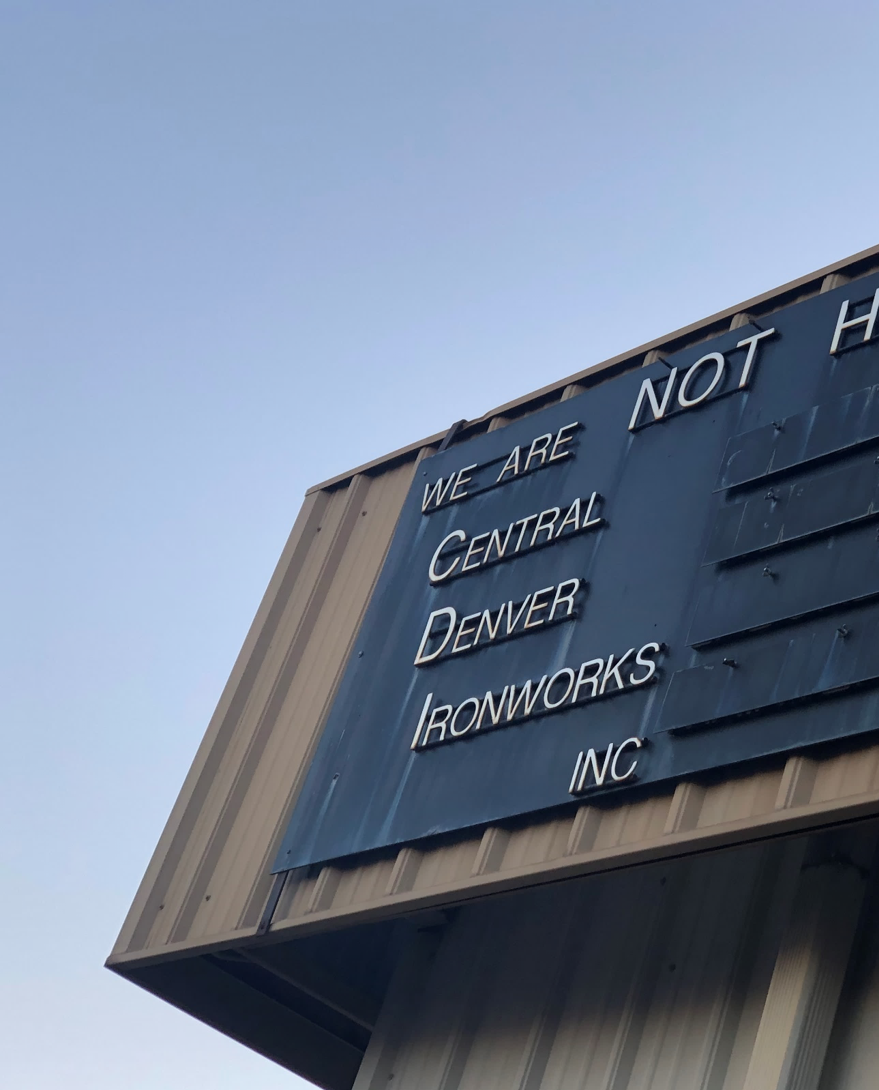 WE ARE NOT H
CENTRAL
DENVER
IRONWORKS
INC